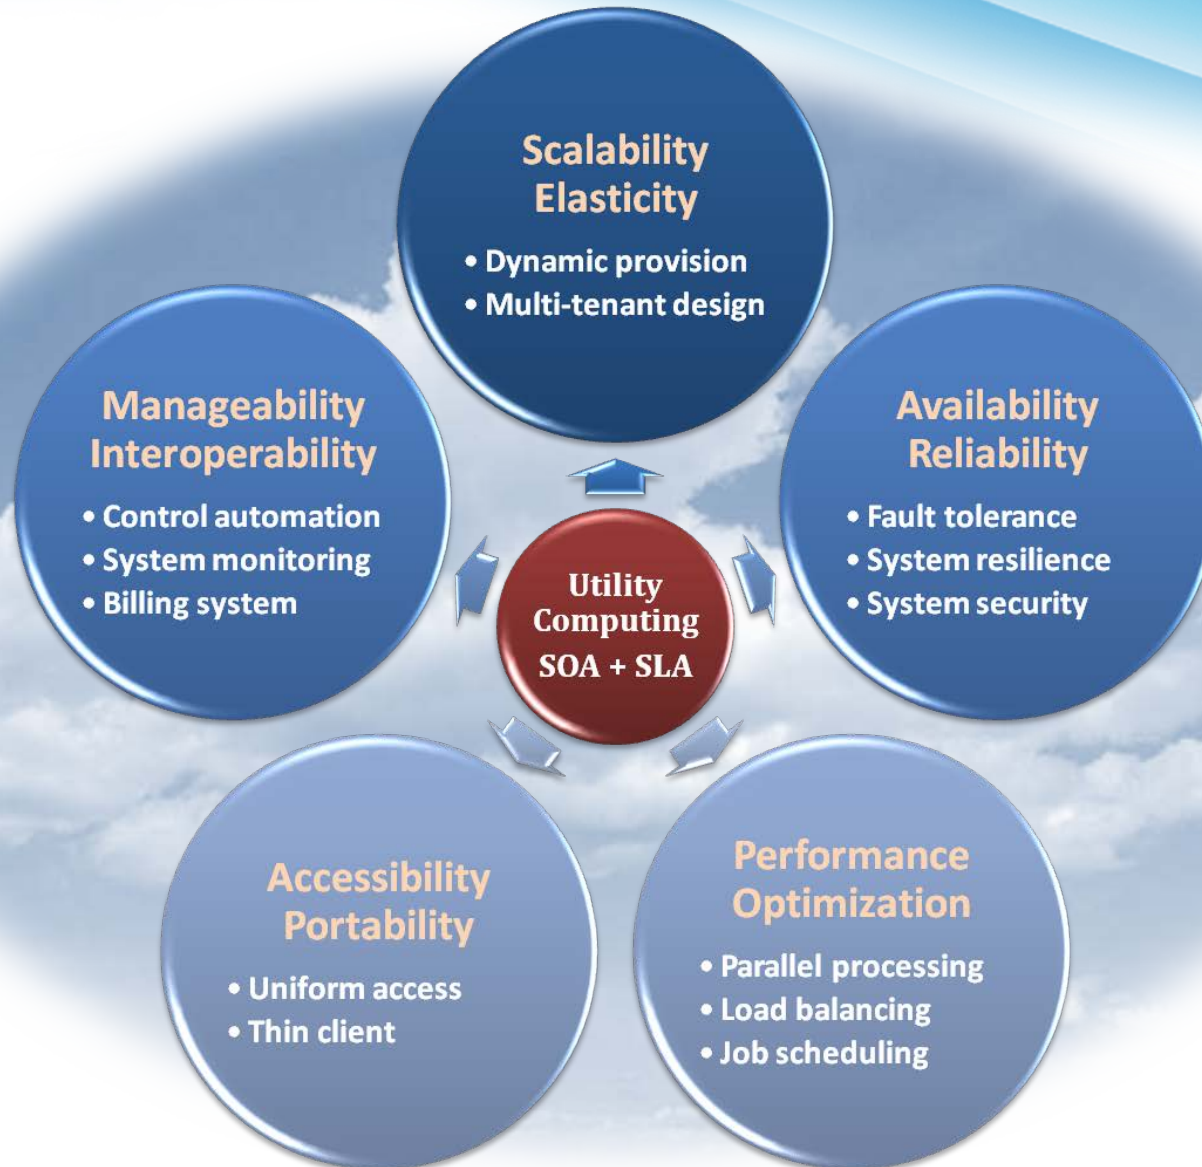 Scalability
Elasticity
• Dynamic provision
• Multi-tenant design
Manageability
Interoperability
• Control automation
• System monitoring
• Billing system
Availability
Reliability
• Fault tolerance
• System resilience
• System security
Utility
Computing
SOA + SLA
Accessibility
Portability
• Uniform access
• Thin client
Performance
Optimization
• Parallel processing
• Load balancing
• Job scheduling